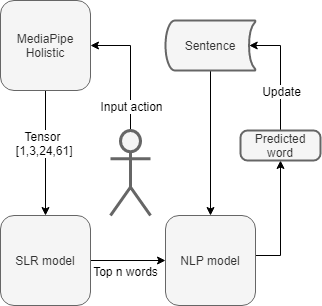 MediaPipe
Holistic
Sentence
Input action
Update
Tensor
[1,3,24,61]
Predicted
word
SLR model
Top n words
NLP model